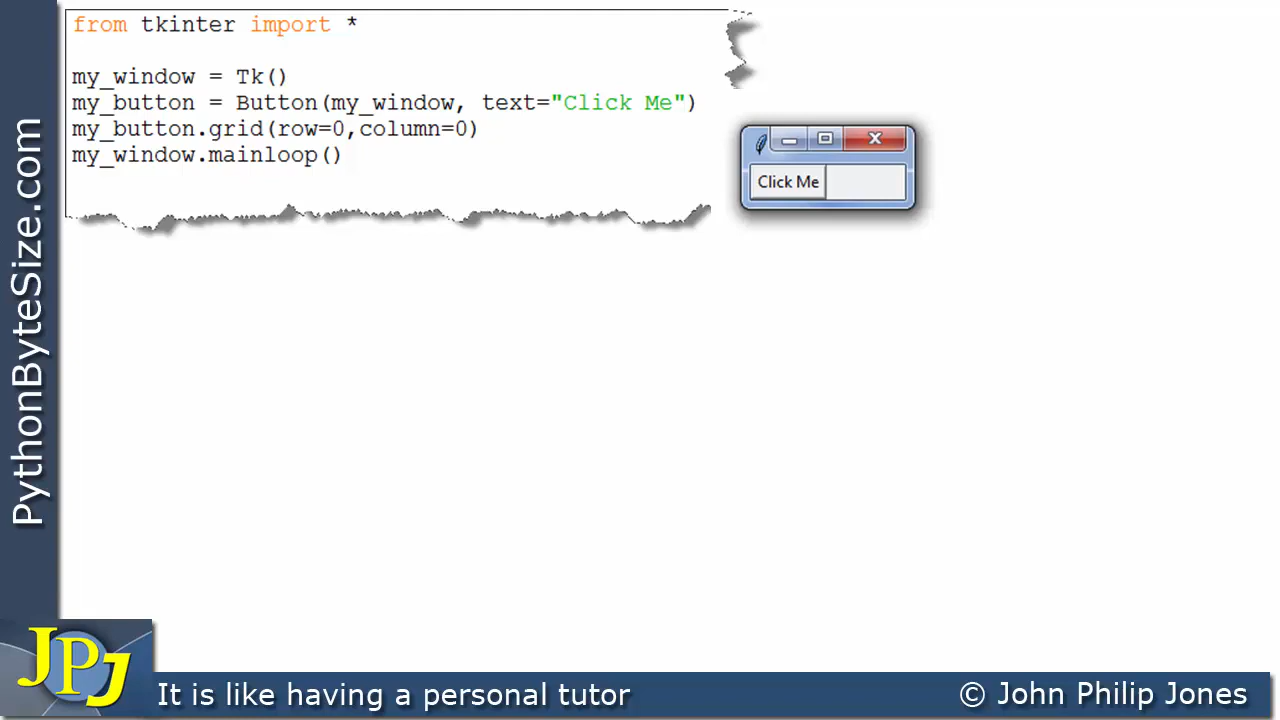 from tkinter import *
my_window = Tk()
my_button = Button(my_window, text="Click Me")
my_button.grid(row=0,column=0)
my_window.mainloop()
Click Me
PythonByteSize.com
JPJ
It is like having a personal tutor
© John Philip Jones